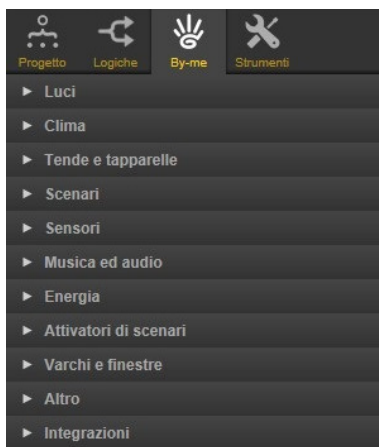 Progetto Logiche By-me Strumenti
Luci
Clima
Tende e tapparelle
Scenari
Sensori
Musica ed audio
Energia
Attivatori di scenari
Varchi e finestre
Altro
Integrazioni